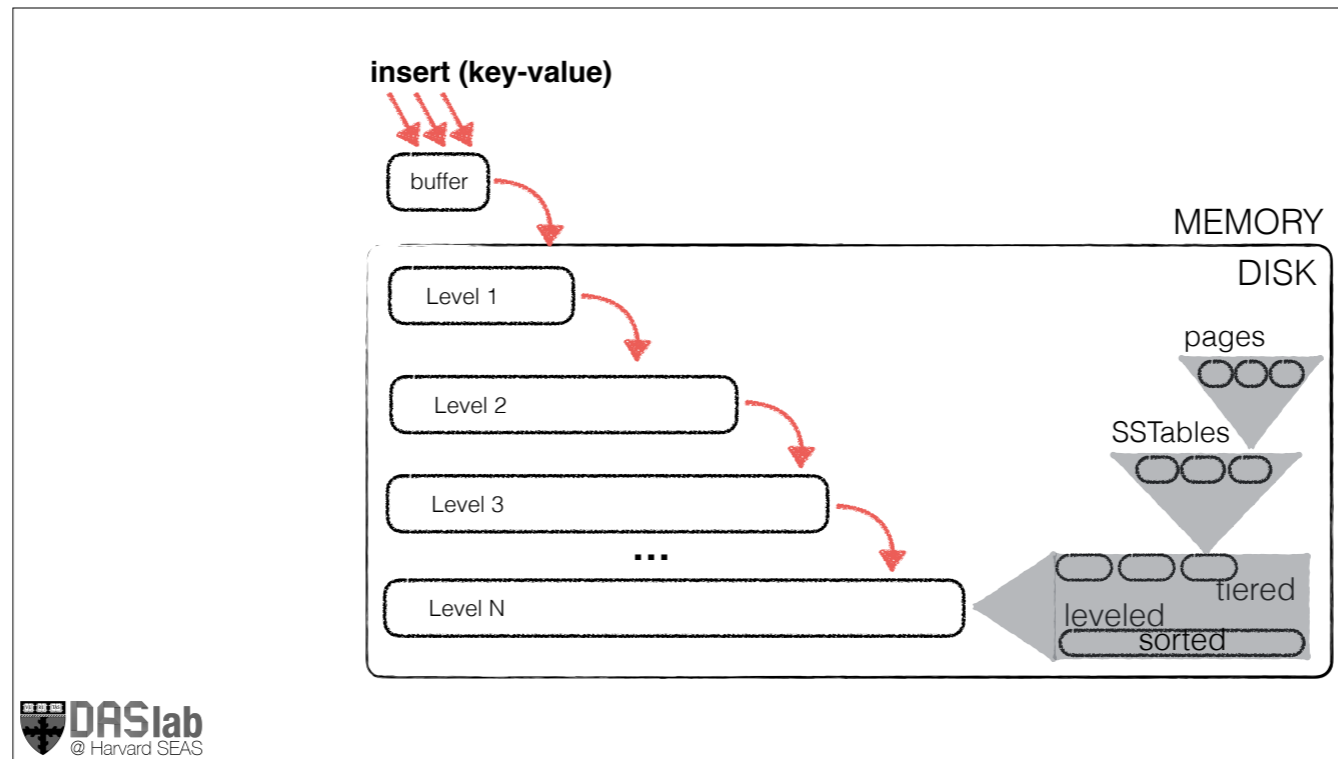 insert (key-value)
buffer
MEMORY
DISK
Level 1
pages
Level 2
SSTables
Level 3
...
tiered
leveled
sorted
Level N
DASlab
@ Harvard SEAS